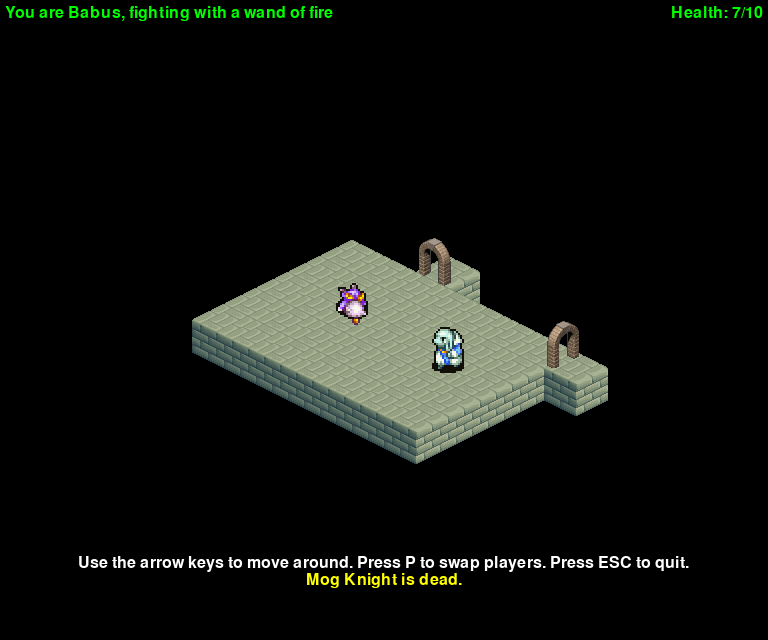 You are Babus, fighting with a wand of fire
Health: 7/10
Use the arrow keys to move around. Press P to swap players. Press ESC to quit.
Mog Knight is dead.